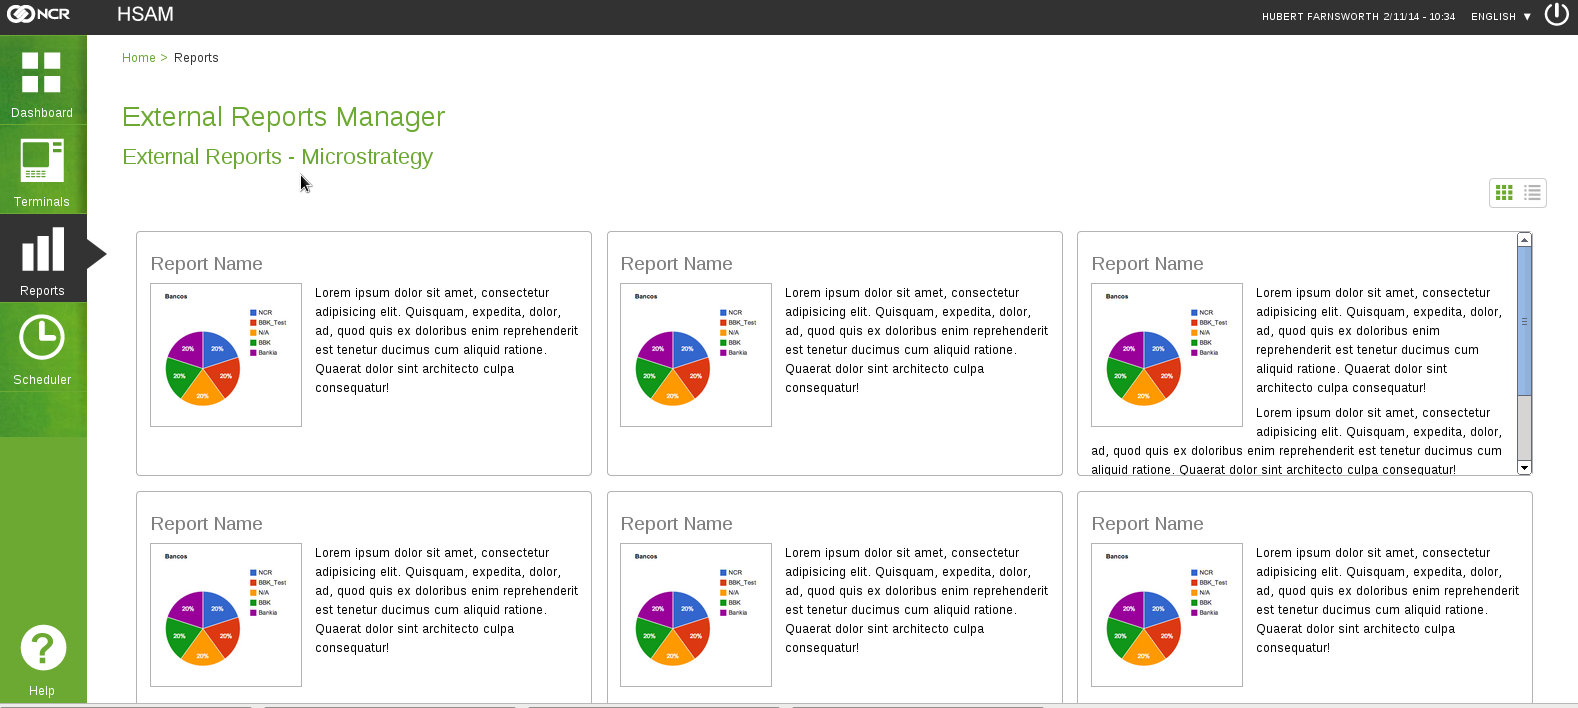 NCR
HSAM
HUBERT FARNSWORTH 2/11/14 - 10:34 ENGLISH ▼
Dashboard
Terminals
Reports
Scheduler
Help
Home > Reports
External Reports Manager
External Reports - Microstrategy
Report Name
Bancos
NCR
BBK_Test
N/A
BBK
Bankia
20%
20%
20%
20%
20%
Lorem ipsum dolor sit amet, consectetur
adipisicing elit. Quisquam, expedita, dolor,
ad, quod quis ex doloribus enim reprehenderit
est tenetur ducimus cum aliquid ratione.
Quaerat dolor sint architecto culpa
consequatur!
Report Name
Bancos
NCR
BBK_Test
N/A
BBK
Bankia
20%
20%
20%
20%
20%
Lorem ipsum dolor sit amet, consectetur
adipisicing elit. Quisquam, expedita, dolor,
ad, quod quis ex doloribus enim reprehenderit
est tenetur ducimus cum aliquid ratione.
Quaerat dolor sint architecto culpa
consequatur!
Report Name
Bancos
NCR
BBK_Test
N/A
BBK
Bankia
20%
20%
20%
20%
20%
Lorem ipsum dolor sit amet, consectetur
adipisicing elit. Quisquam, expedita, dolor,
ad, quod quis ex doloribus enim
reprehenderit est tenetur ducimus cum
aliquid ratione. Quaerat dolor sint
architecto culpa consequatur!
Lorem ipsum dolor sit amet, consectetur
adipisicing elit. Quisquam, expedita, dolor,
ad, quod quis ex doloribus enim reprehenderit est tenetur ducimus cum
aliquid ratione. Quaerat dolor sint architecto culpa consequatur!
Report Name
Bancos
NCR
BBK_Test
N/A
BBK
Bankia
20%
20%
20%
20%
20%
Lorem ipsum dolor sit amet, consectetur
adipisicing elit. Quisquam, expedita, dolor,
ad, quod quis ex doloribus enim reprehenderit
est tenetur ducimus cum aliquid ratione.
Quaerat dolor sint architecto culpa
consequatur!
Report Name
Bancos
NCR
BBK_Test
N/A
BBK
Bankia
20%
20%
20%
20%
20%
Lorem ipsum dolor sit amet, consectetur
adipisicing elit. Quisquam, expedita, dolor,
ad, quod quis ex doloribus enim reprehenderit
est tenetur ducimus cum aliquid ratione.
Quaerat dolor sint architecto culpa
consequatur!
Report Name
Bancos
NCR
BBK_Test
N/A
BBK
Bankia
20%
20%
20%
20%
20%
Lorem ipsum dolor sit amet, consectetur
adipisicing elit. Quisquam, expedita, dolor,
ad, quod quis ex doloribus enim reprehenderit
est tenetur ducimus cum aliquid ratione.
Quaerat dolor sint architecto culpa
consequatur!